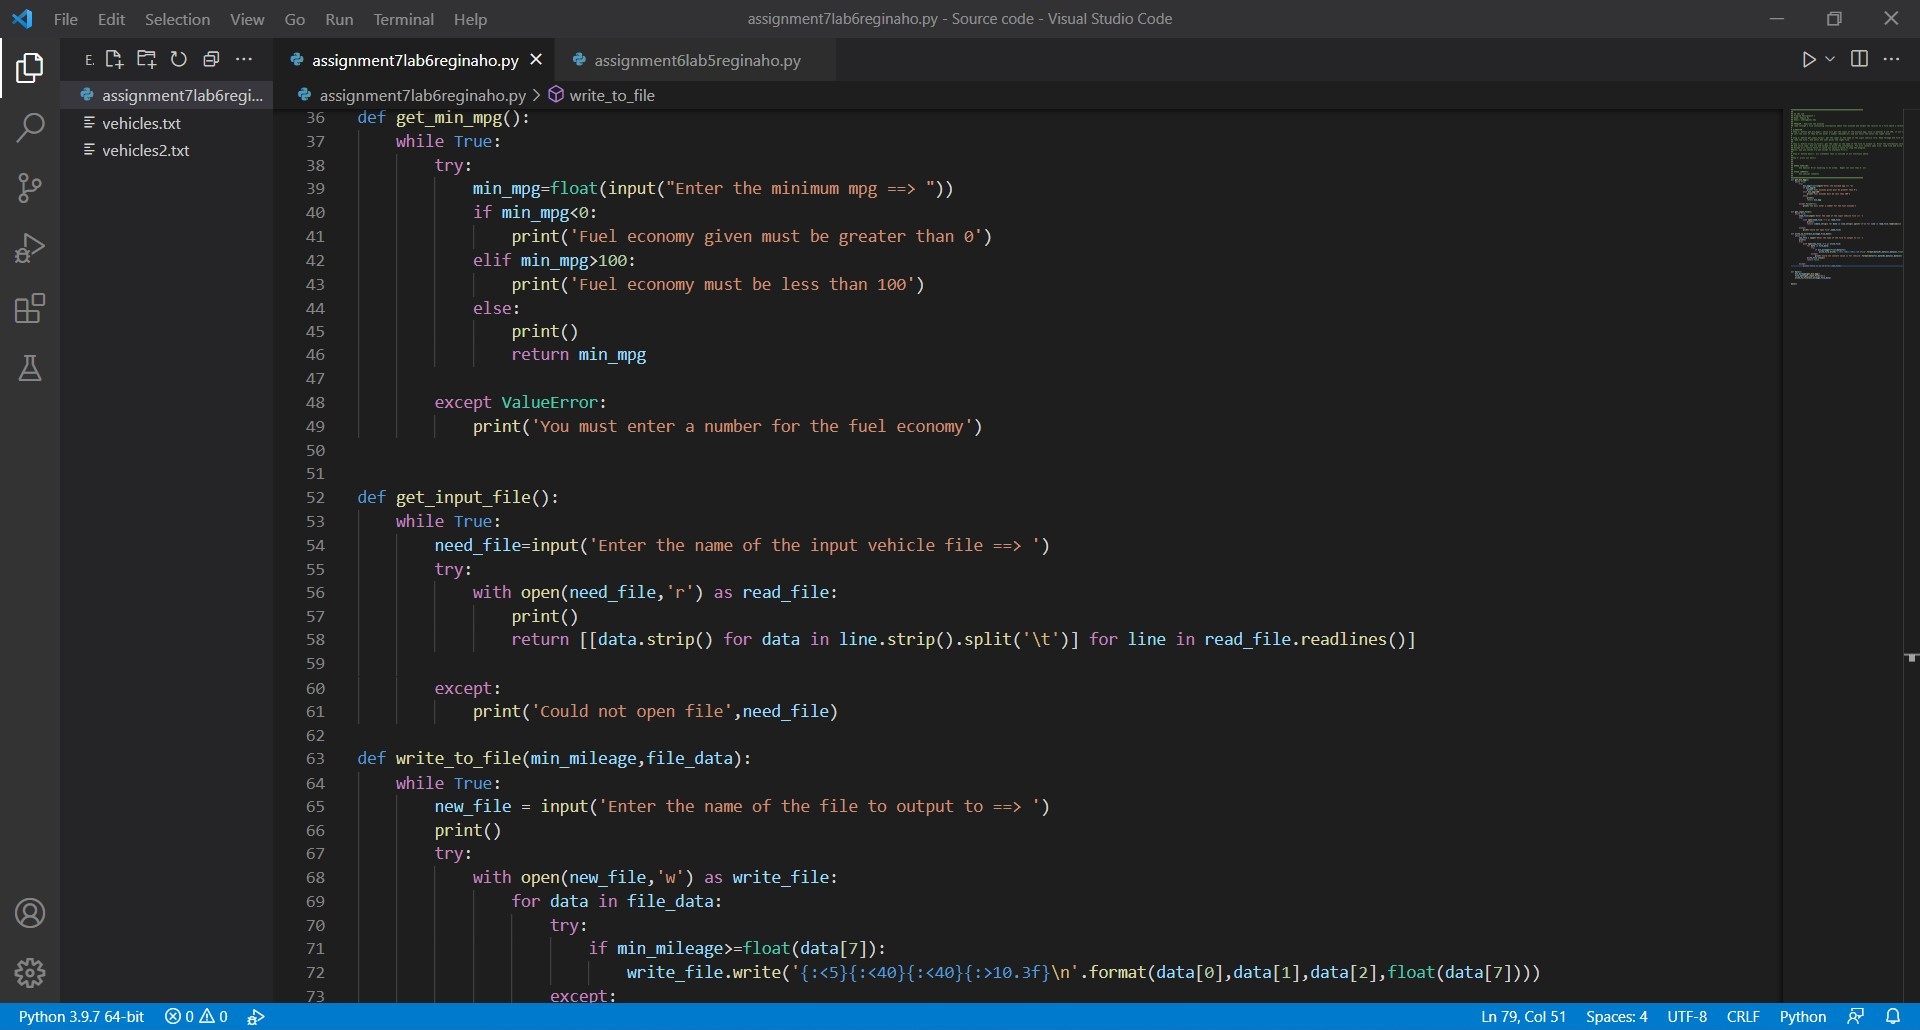 File Edit Selection View Go Run Terminal Help
assignment7lab6reginaho.py - Source code - Visual Studio Code
E.
assignment7lab6reginaho.py
assignment6lab5reginaho.py
assignment7lab6regi...
vehicles.txt
vehicles2.txt
assignment7lab6reginaho.py > write_to_file
36 def get_min_mpg():
37     while True:
38         try:
39             min_mpg=float(input("Enter the minimum mpg ==> "))
40             if min_mpg<0:
41                 print('Fuel economy given must be greater than 0')
42             elif min_mpg>100:
43                 print('Fuel economy must be less than 100')
44             else:
45                 print()
46                 return min_mpg
47
48         except ValueError:
49             print('You must enter a number for the fuel economy')
50
51
52 def get_input_file():
53     while True:
54         need_file=input('Enter the name of the input vehicle file ==> ')
55         try:
56             with open(need_file,'r') as read_file:
57                 print()
58                 return [[data.strip() for data in line.strip().split('\t')] for line in read_file.readlines()]
59
60         except:
61             print('Could not open file',need_file)
62
63 def write_to_file(min_mileage,file_data):
64     while True:
65         new_file = input('Enter the name of the file to output to ==> ')
66         print()
67         try:
68             with open(new_file,'w') as write_file:
69                 for data in file_data:
70                     try:
71                         if min_mileage>=float(data[7]):
72                             write_file.write('{:<5}{:<40}{:<40}{:>10.3f}\n'.format(data[0],data[1],data[2],float(data[7])))
73                     except:
Python 3.9.7 64-bit 0 0 Ln 79, Col 51 Spaces: 4 UTF-8 CRLF Python